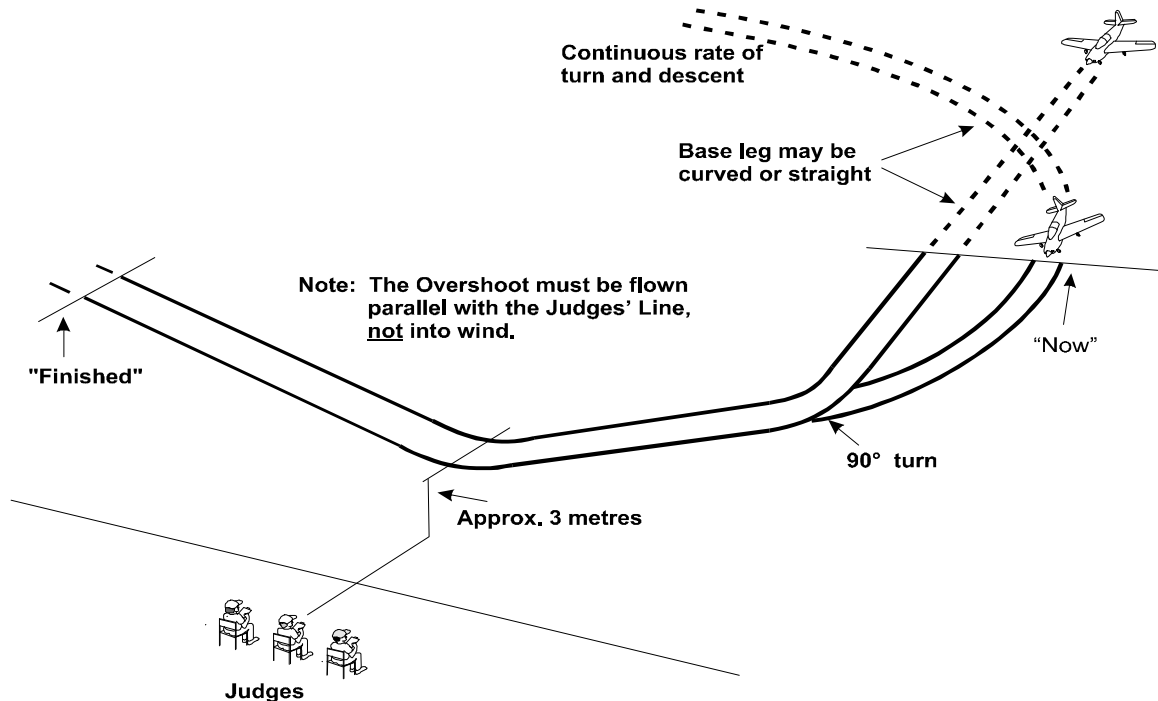 Continuous rate of
turn and descent
Base leg may be
curved or straight
Note: The Overshoot must be flown
parallel with the Judges’ Line,
not into wind.
“Now”
"Finished"
90° turn
Approx. 3 metres
Judges